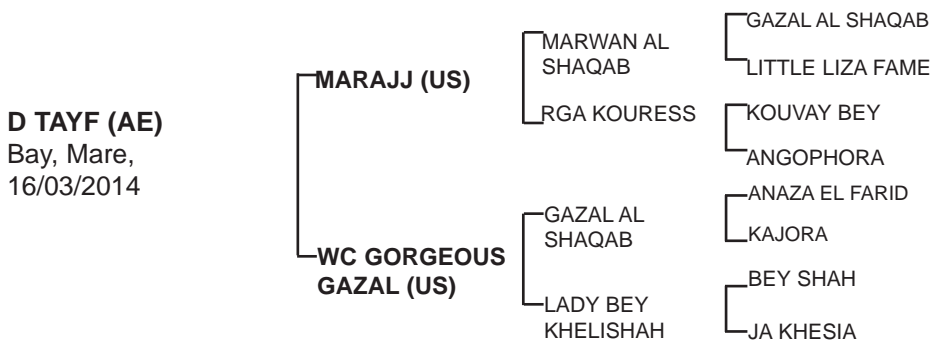 D TAYF (AE)
Bay, Mare,
16/03/2014
MARAJJ (US)
WC GORGEOUS
GAZAL (US)
MARWAN AL
SHAQAB
RGA KOURESS
GAZAL AL
SHAQAB
LADY BEY
KHELISHAH
GAZAL AL SHAQAB
LITTLE LIZA FAME
KOUVAY BEY
ANGOPHORA
ANAZA EL FARID
KAJORA
BEY SHAH
JA KHESIA